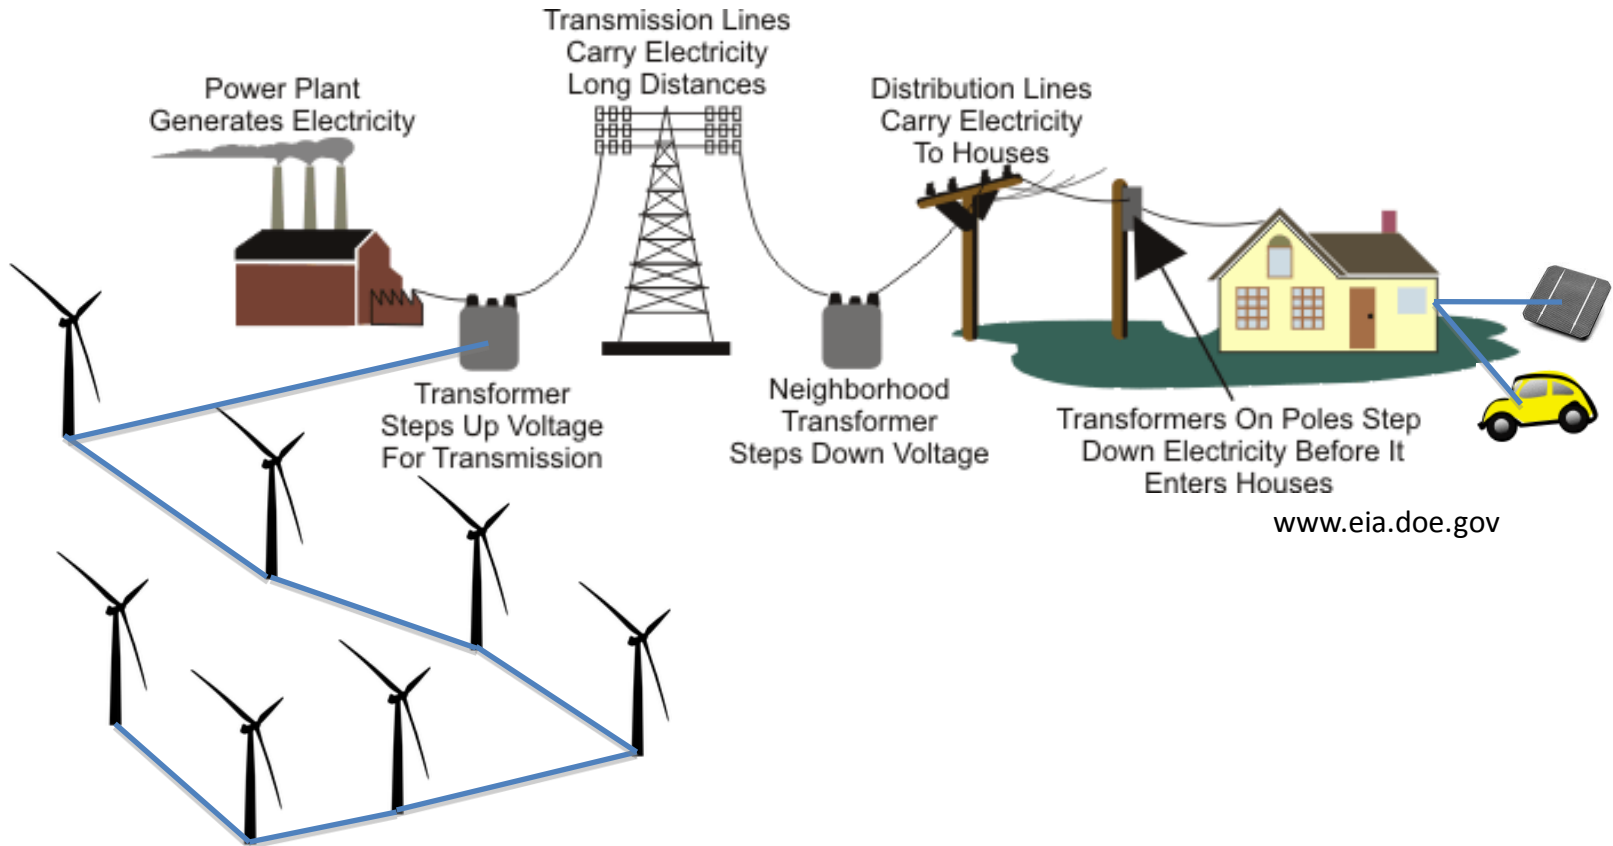 Power Plant
Generates Electricity
Transmission Lines
Carry Electricity
Long Distances
Distribution Lines
Carry Electricity
To Houses
Transformer
Steps Up Voltage
For Transmission
Neighborhood
Transformer
Steps Down Voltage
Transformers On Poles Step
Down Electricity Before It
Enters Houses
www.eia.doe.gov